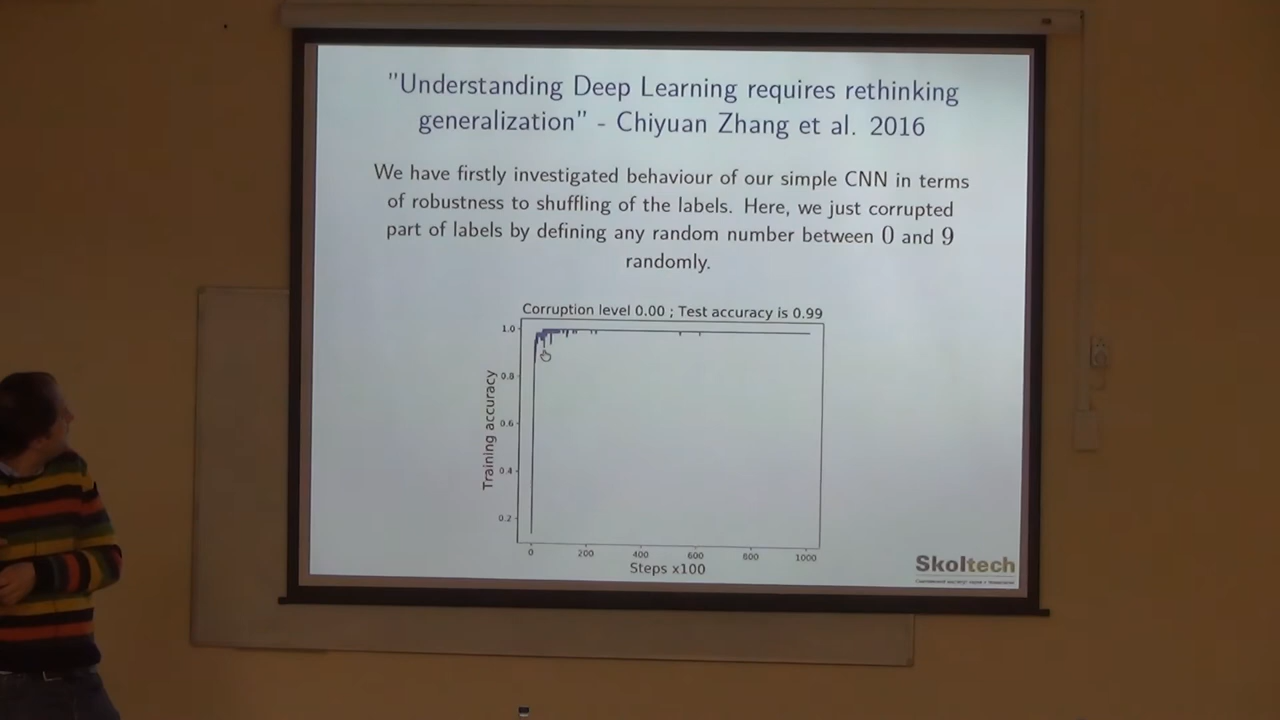 "Understanding Deep Learning requires rethinking
generalization" - Chiyuan Zhang et al. 2016
We have firstly investigated behaviour of our simple CNN in terms
of robustness to shuffling of the labels. Here, we just corrupted
part of labels by defining any random number between 0 and 9
randomly.
Corruption level 0.00 ; Test accuracy is 0.99
1.0
0.8
0.6
0.4
0.2
Training accuracy
0 200 400 600 800 1000
Steps x100
Skoltech